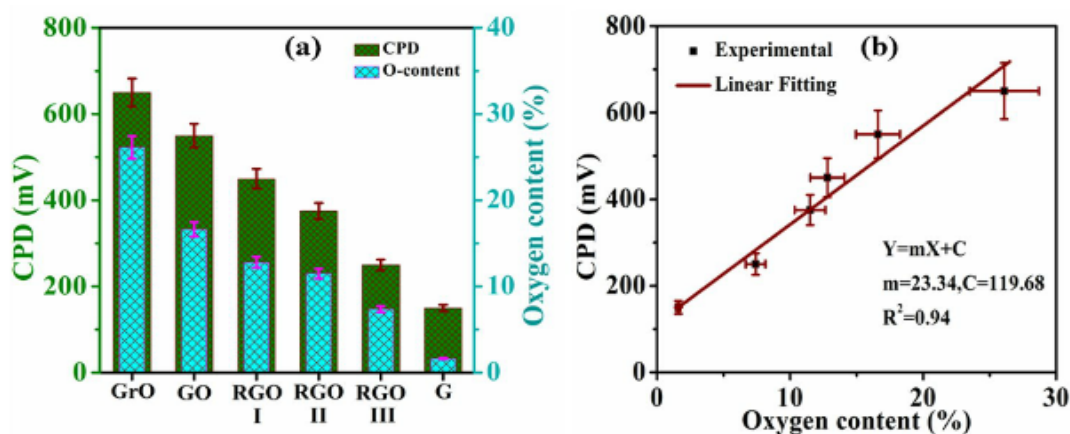 (a)
CPD
O-content
CPD (mV)
800
600
400
200
0
Oxygen content (%)
40
30
20
10
0
GrO GO RGO RGO RGO G
I II III
(b)
Experimental
Linear Fitting
CPD (mV)
800
600
400
200
0
Y=mX+C
m=23.34,C=119.68
R²=0.94
0 10 20 30
Oxygen content (%)